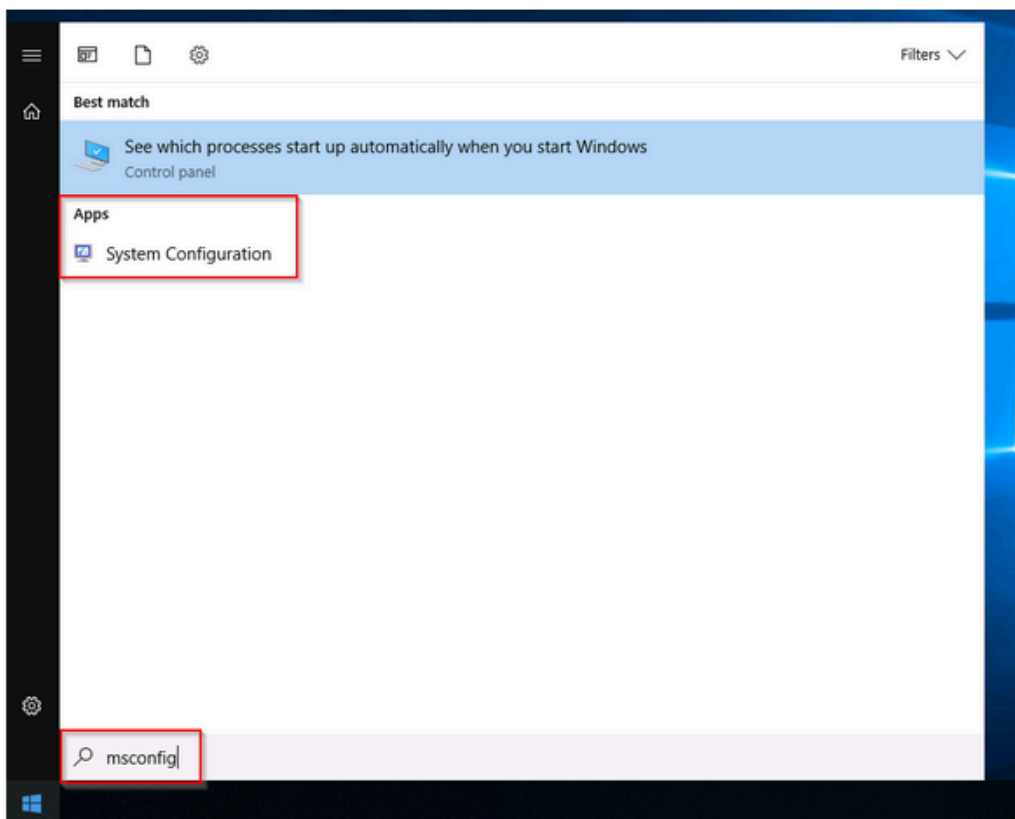 Filters
Best match
See which processes start up automatically when you start Windows
Control panel
Apps
System Configuration
msconfig